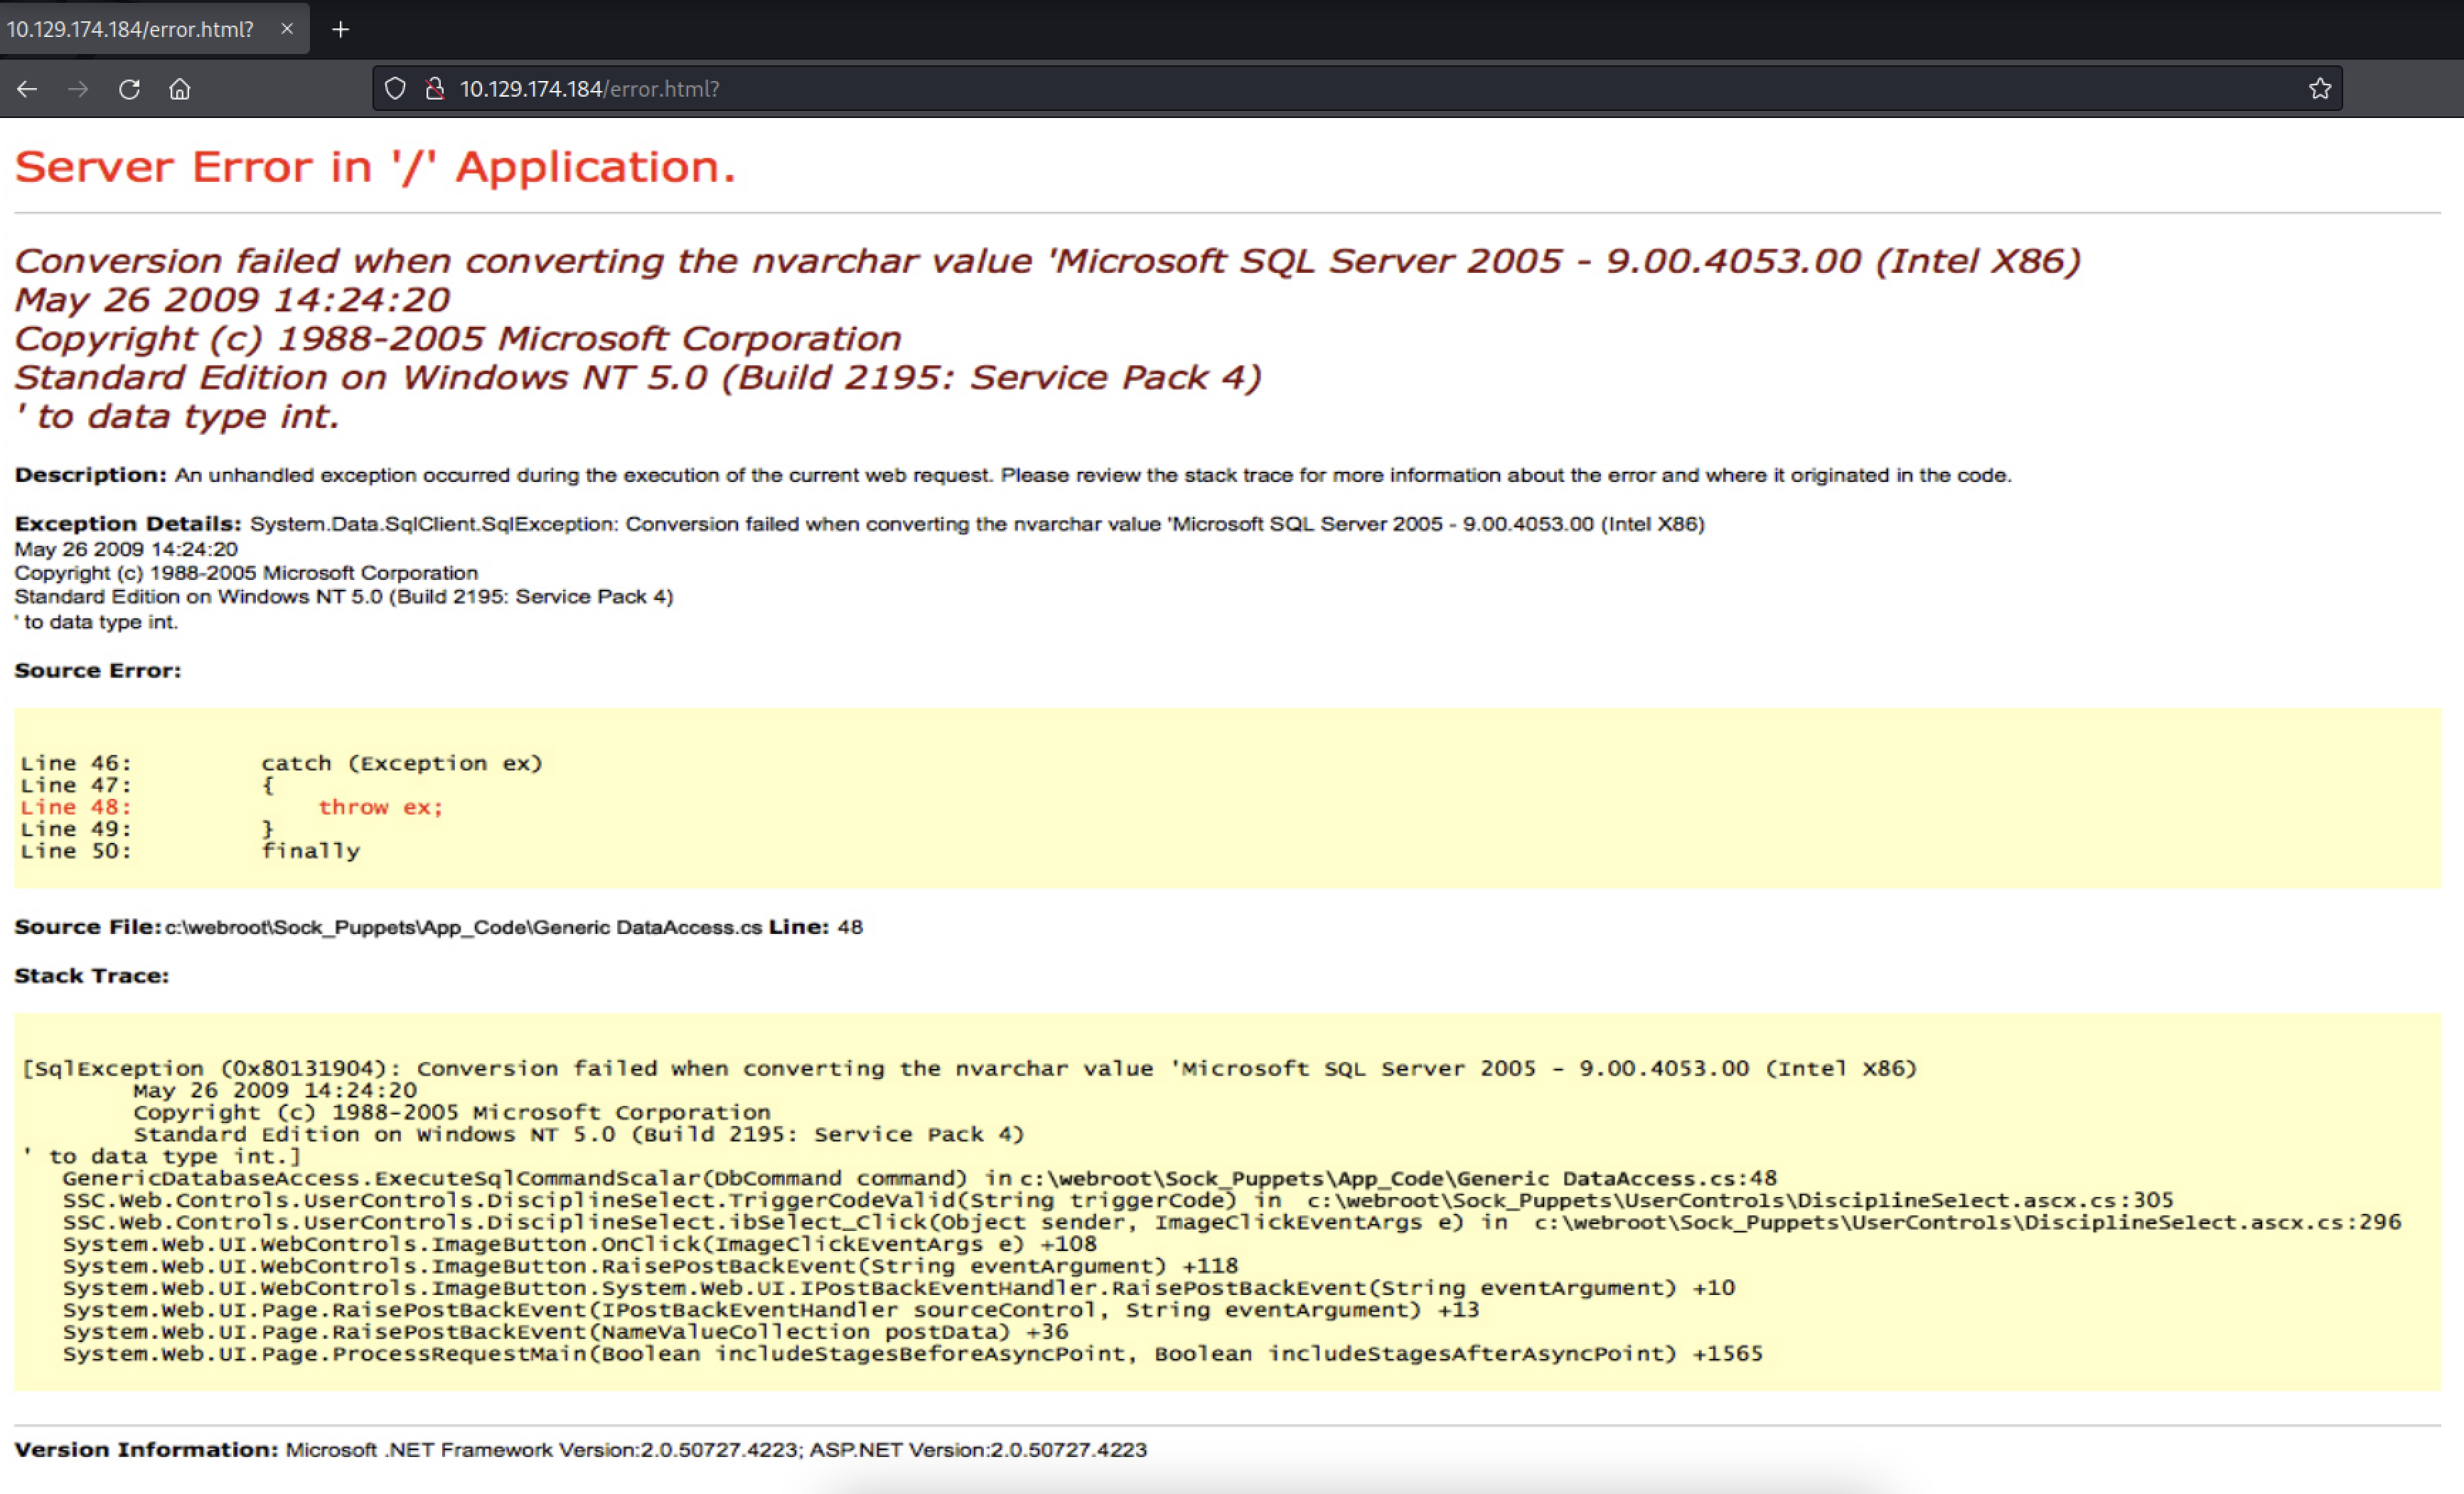 10.129.174.184/error.html?
10.129.174.184/error.html?
Server Error in '/' Application.
Conversion failed when converting the nvarchar value 'Microsoft SQL Server 2005 - 9.00.4053.00 (Intel X86)
May 26 2009 14:24:20
Copyright (c) 1988-2005 Microsoft Corporation
Standard Edition on Windows NT 5.0 (Build 2195: Service Pack 4)
' to data type int.
Description: An unhandled exception occurred during the execution of the current web request. Please review the stack trace for more information about the error and where it originated in the code.
Exception Details: System.Data.SqlClient.SqlException: Conversion failed when converting the nvarchar value 'Microsoft SQL Server 2005 - 9.00.4053.00 (Intel X86)
May 26 2009 14:24:20
Copyright (c) 1988-2005 Microsoft Corporation
Standard Edition on Windows NT 5.0 (Build 2195: Service Pack 4)
' to data type int.
Source Error:
Line 46: catch (Exception ex)
Line 47: {
Line 48: throw ex;
Line 49: }
Line 50: finally
Source File: c:\webroot\Sock_Puppets\App_Code\Generic DataAccess.cs Line: 48
Stack Trace:
[SqlException (0x80131904): Conversion failed when converting the nvarchar value 'Microsoft SQL Server 2005 - 9.00.4053.00 (Intel X86)
May 26 2009 14:24:20
Copyright (c) 1988-2005 Microsoft Corporation
Standard Edition on Windows NT 5.0 (Build 2195: Service Pack 4)
' to data type int.]
GenericDatabaseAccess.ExecuteSqlCommandScalar(DbCommand command) in c:\webroot\Sock_Puppets\App_Code\Generic DataAccess.cs:48
SSC.Web.Controls.UserControls.DisciplineSelect.TriggerCodeValid(String triggerCode) in c:\webroot\Sock_Puppets\UserControls\DisciplineSelect.ascx.cs:305
SSC.Web.Controls.UserControls.DisciplineSelect.ibSelect_Click(Object sender, ImageClickEventArgs e) in c:\webroot\Sock_Puppets\UserControls\DisciplineSelect.ascx.cs:296
System.Web.UI.WebControls.ImageButton.OnClick(ImageClickEventArgs e) +108
System.Web.UI.WebControls.ImageButton.RaisePostBackEvent(String eventArgument) +118
System.Web.UI.WebControls.ImageButton.System.Web.UI.IPostBackEventHandler.RaisePostBackEvent(String eventArgument) +10
System.Web.UI.Page.RaisePostBackEvent(IPostBackEventHandler sourceControl, String eventArgument) +13
System.Web.UI.Page.RaisePostBackEvent(NameValueCollection postData) +36
System.Web.UI.Page.ProcessRequestMain(Boolean includeStagesBeforeAsyncPoint, Boolean includeStagesAfterAsyncPoint) +1565
Version Information: Microsoft .NET Framework Version:2.0.50727.4223; ASP.NET Version:2.0.50727.4223